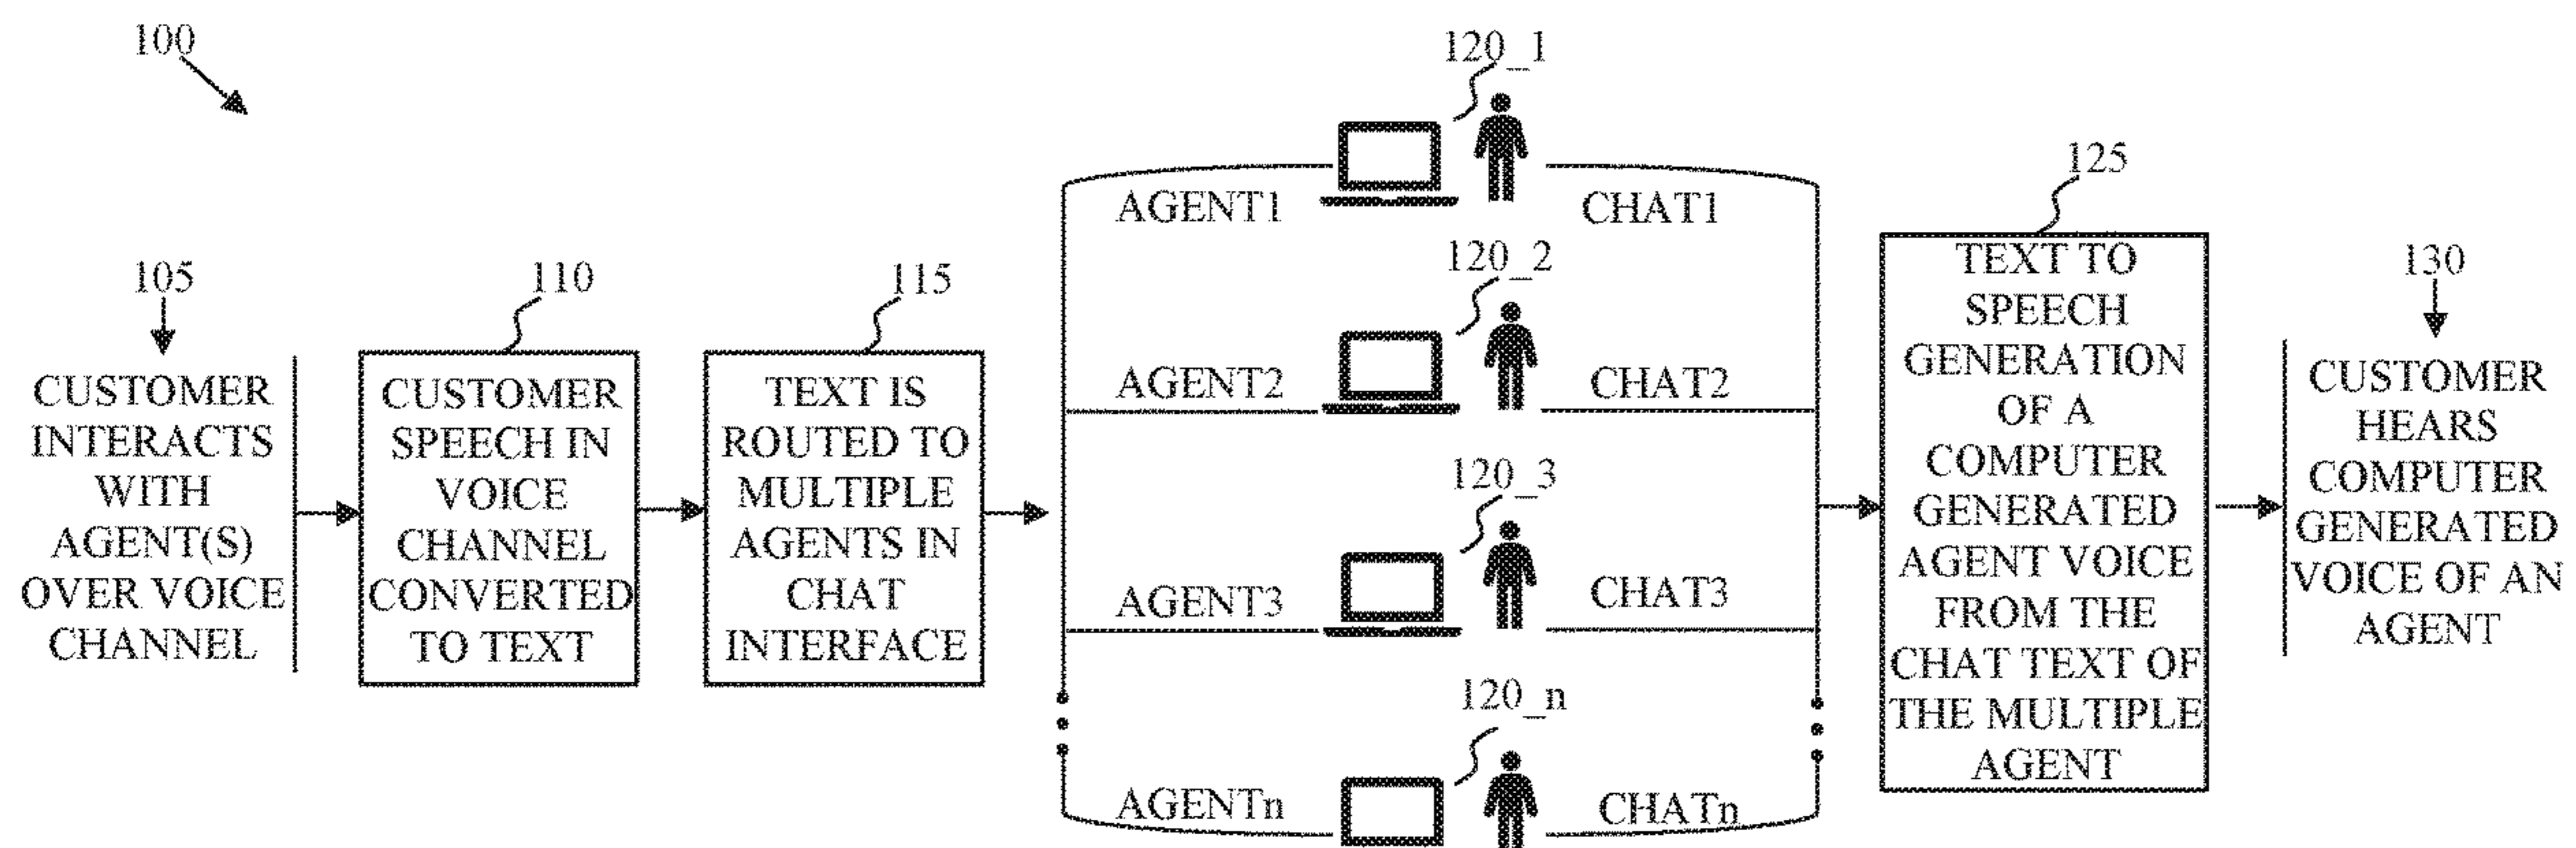 100
105
CUSTOMER
INTERACTS
WITH
AGENT(S)
OVER VOICE
CHANNEL
110
CUSTOMER
SPEECH IN
VOICE
CHANNEL
CONVERTED
TO TEXT
115
TEXT IS
ROUTED TO
MULTIPLE
AGENTS IN
CHAT
INTERFACE
120_1
AGENT1
CHAT1
120_2
AGENT2
CHAT2
120_3
AGENT3
CHAT3
120_n
AGENTn
CHATn
125
TEXT TO
SPEECH
GENERATION
OF A
COMPUTER
GENERATED
AGENT VOICE
FROM THE
CHAT TEXT OF
THE MULTIPLE
AGENT
130
CUSTOMER
HEARS
COMPUTER
GENERATED
VOICE OF AN
AGENT